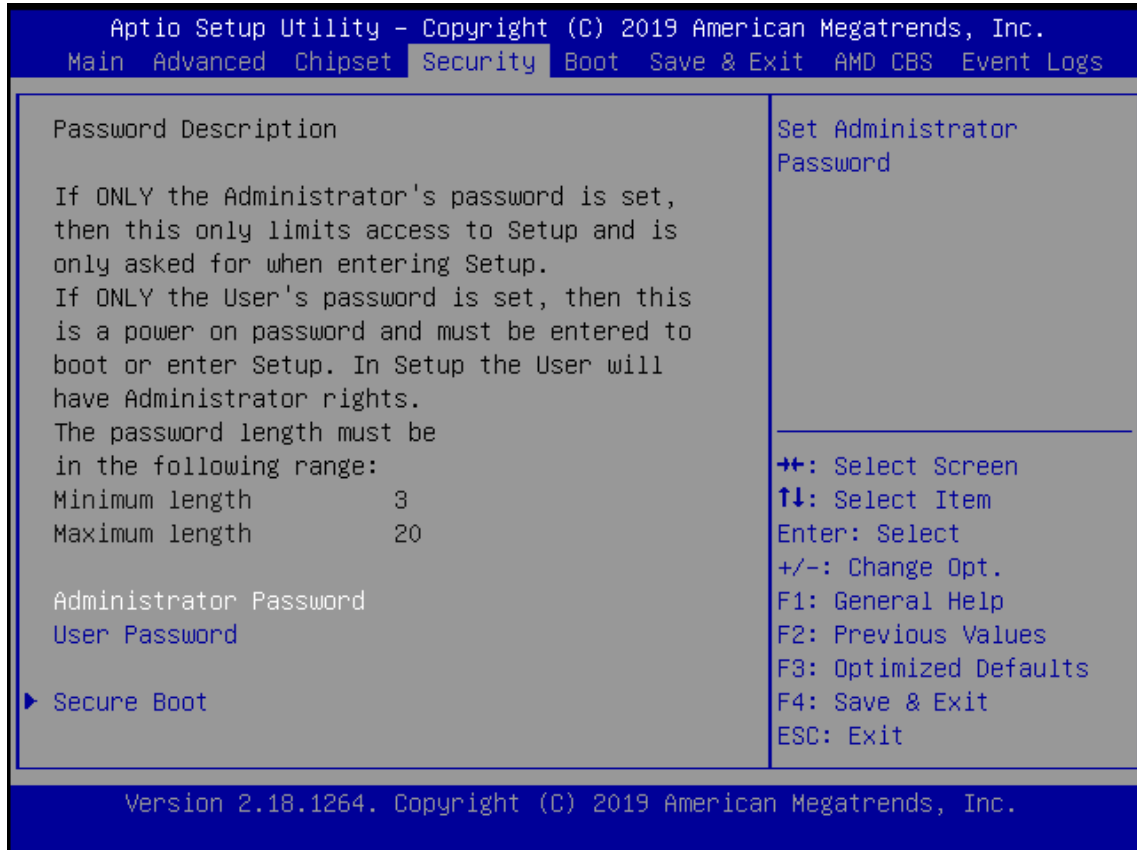 Aptio Setup Utility – Copyright (C) 2019 American Megatrends, Inc.
Main Advanced Chipset Security Boot Save & Exit AMD CBS Event Logs
Password Description
If ONLY the Administrator's password is set,
then this only limits access to Setup and is
only asked for when entering Setup.
If ONLY the User's password is set, then this
is a power on password and must be entered to
boot or enter Setup. In Setup the User will
have Administrator rights.
The password length must be
in the following range:
Minimum length 3
Maximum length 20
Administrator Password
User Password
Secure Boot
Set Administrator
Password
→←: Select Screen
↑↓: Select Item
Enter: Select
+/-: Change Opt.
F1: General Help
F2: Previous Values
F3: Optimized Defaults
F4: Save & Exit
ESC: Exit
Version 2.18.1264. Copyright (C) 2019 American Megatrends, Inc.